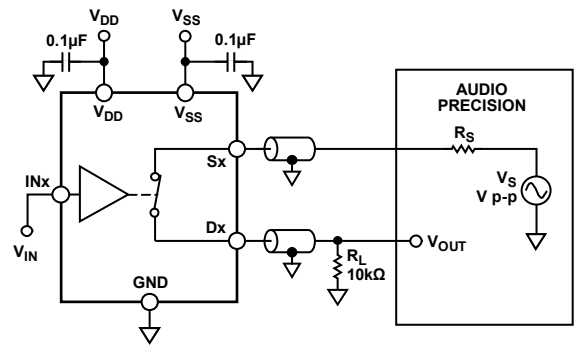 VDD VSS
0.1µF 0.1µF
VDD VSS
AUDIO
PRECISION
RS
Sx
VS
V p-p
INx
Dx
VOUT
VIN
RL
10kΩ
GND